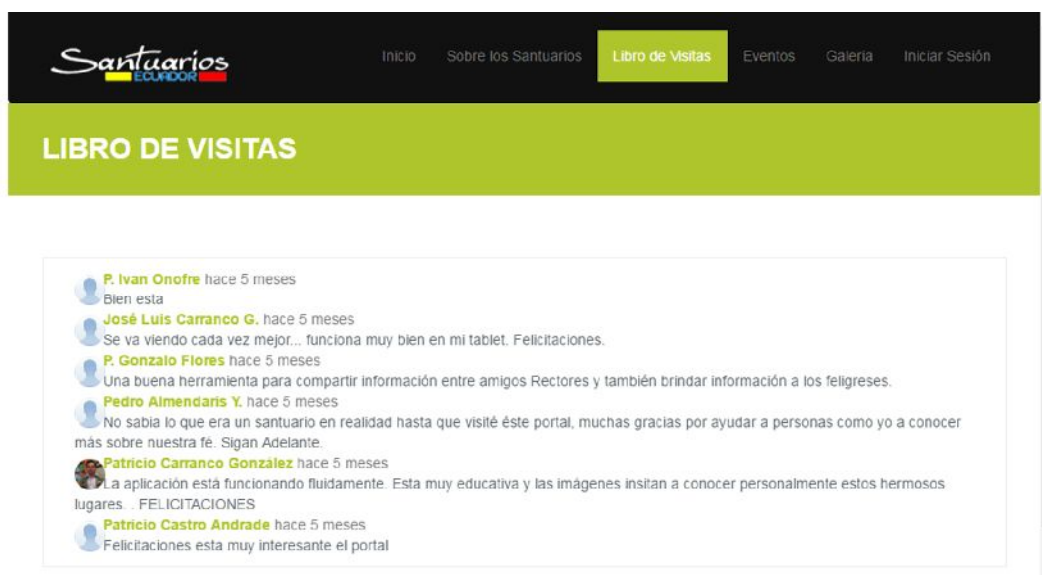 Santuarios
ECUADOR
Inicio Sobre los Santuarios Libro de Visitas Eventos Galeria Iniciar Sesión
LIBRO DE VISITAS
P. Ivan Onofre hace 5 meses
Bien esta
José Luis Carranco G. hace 5 meses
Se va viendo cada vez mejor... funciona muy bien en mi tablet. Felicitaciones.
P. Gonzalo Flores hace 5 meses
Una buena herramienta para compartir información entre amigos Rectores y también brindar información a los feligreses.
Pedro Almendaris Y. hace 5 meses
No sabia lo que era un santuario en realidad hasta que visité éste portal, muchas gracias por ayudar a personas como yo a conocer
más sobre nuestra fé. Sigan Adelante.
Patricio Carranco González hace 5 meses
La aplicación está funcionando fluidamente. Esta muy educativa y las imágenes insitan a conocer personalmente estos hermosos
lugares. . FELICITACIONES
Patricio Castro Andrade hace 5 meses
Felicitaciones esta muy interesante el portal